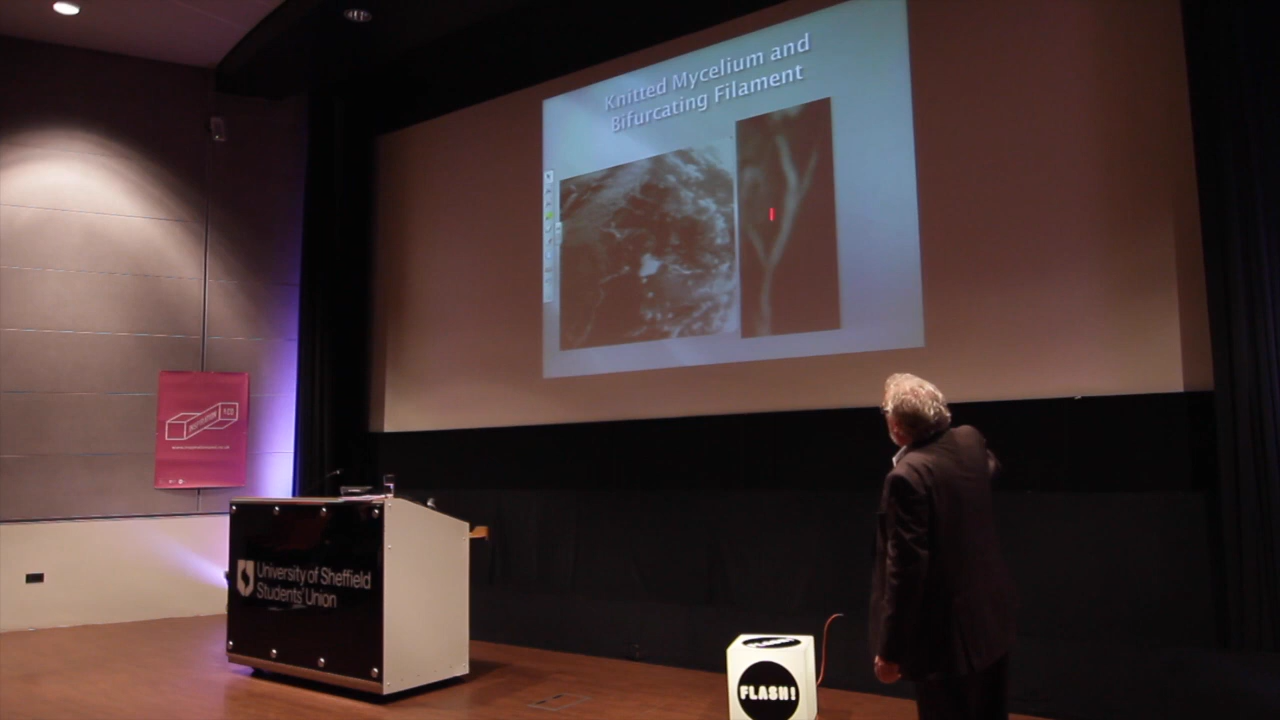 Knitted Mycelium and
Bifurcating Filament
University of Sheffield
Students' Union
FLASH!